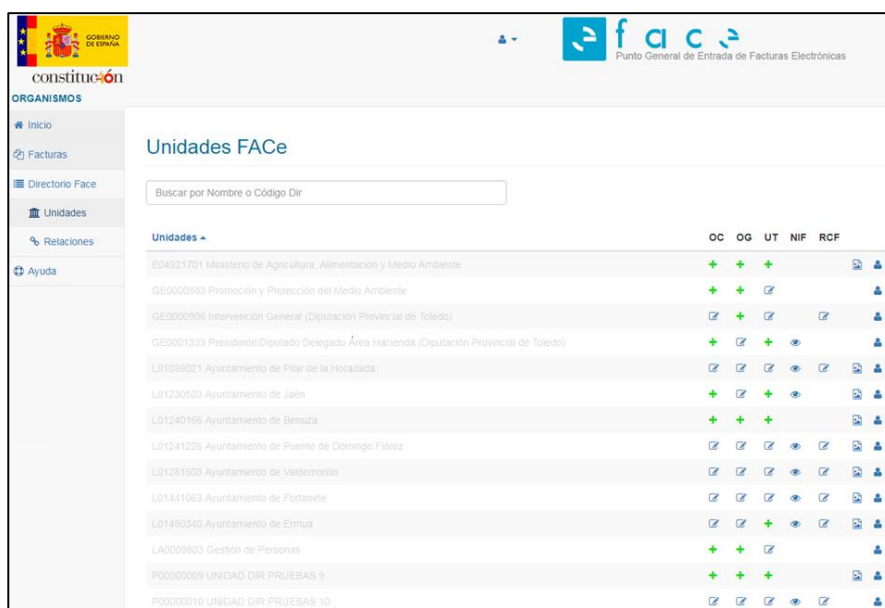 GOBIERNO
DE ESPAÑA
constituc40n
ORGANISMOS
face
Punto General de Entrada de Facturas Electrónicas
Inicio
Facturas
Directorio Face
Unidades
Relaciones
Ayuda
Unidades FACe
Buscar por Nombre o Código Dir
Unidades OC OG UT NIF RCF
E04921701 Ministerio de Agricultura, Alimentacion y Medio Ambiente
GE0000883 Promoción y Protección del Medio Ambiente
GE0000906 Intervención General (Diputación Provincial de Toledo)
GE0001333 Presidente/Diputado Delegado Área Hacienda (Diputación Provincial de Toledo)
L01039021 Ayuntamiento de Pilar de la Horadada
L01230503 Ayuntamiento de Jaén
L01240166 Ayuntamiento de Benuza
L01241226 Ayuntamiento de Puente de Domingo Flórez
L01281683 Ayuntamiento de Valdemorillo
L01441063 Ayuntamiento de Fortanete
L01480340 Ayuntamiento de Ermua
LA0009803 Gestión de Personas
P00000009 UNIDAD DIR PRUEBAS 9
P00000010 UNIDAD DIR PRUEBAS 10